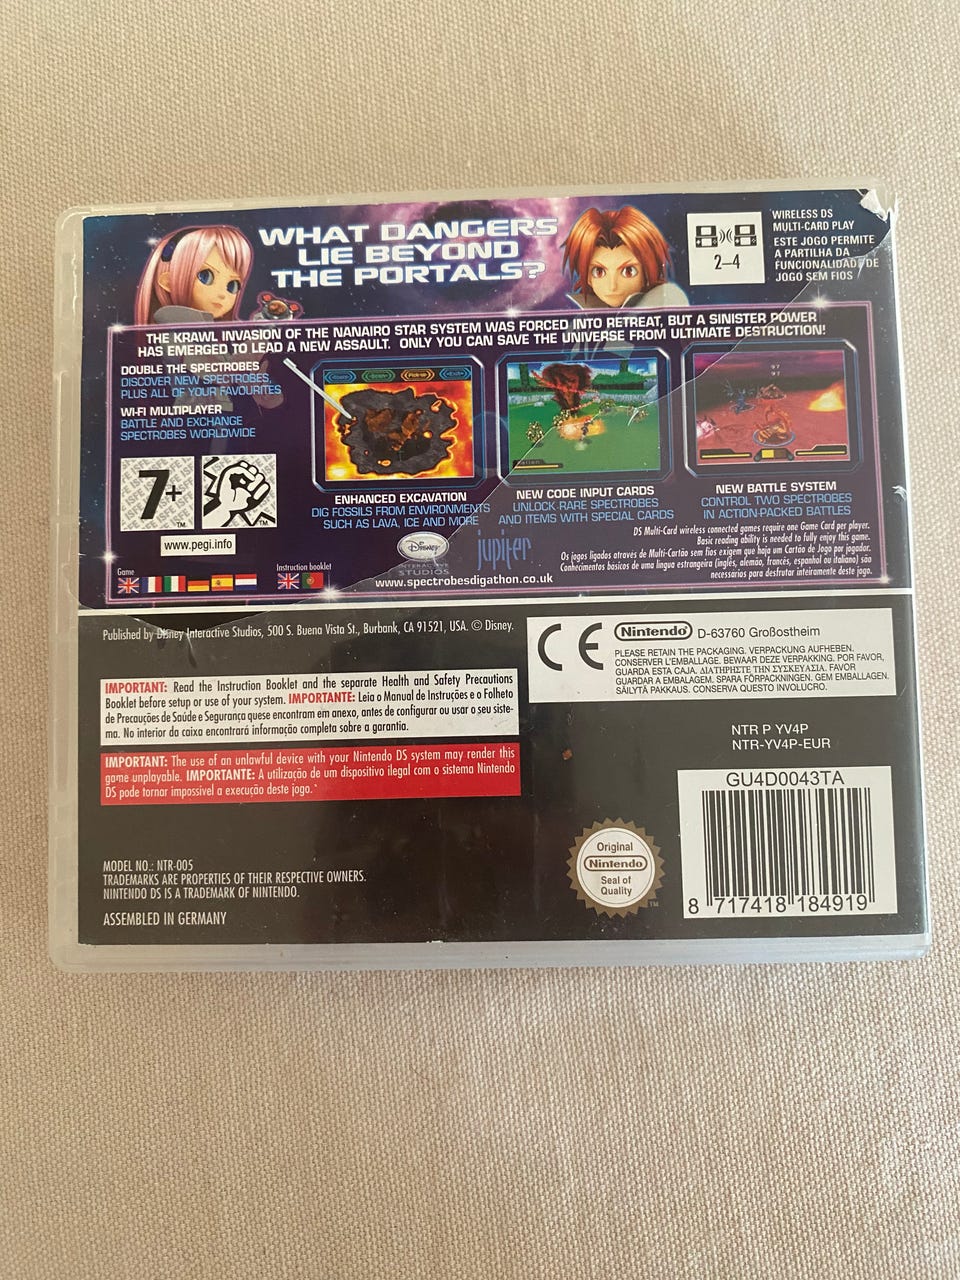 WHAT DANGERS
LIE BEYOND
THE PORTALS?
2-4
WIRELESS DS
MULTI-CARD PLAY
ESTE JOGO PERMITE
A PARTILHA DA
FUNCIONALIDADE DE
JOGO SEM FIOS
THE KRAWL INVASION OF THE NANAIRO STAR SYSTEM WAS FORCED INTO RETREAT, BUT A SINISTER POWER
HAS EMERGED TO LEAD A NEW ASSAULT. ONLY YOU CAN SAVE THE UNIVERSE FROM ULTIMATE DESTRUCTION!
DOUBLE THE SPECTROBES
DISCOVER NEW SPECTROBES,
PLUS ALL OF YOUR FAVOURITES
WI-FI MULTIPLAYER
BATTLE AND EXCHANGE
SPECTROBES WORLDWIDE
7+
TM
TM
www.pegi.info
97
97
ENHANCED EXCAVATION
DIG FOSSILS FROM ENVIRONMENTS
SUCH AS LAVA, ICE AND MORE
NEW CODE INPUT CARDS
UNLOCK RARE SPECTROBES
AND ITEMS WITH SPECIAL CARDS
NEW BATTLE SYSTEM
CONTROL TWO SPECTROBES
IN ACTION-PACKED BATTLES
DS Multi-Card wireless connected games require one Game Card per player.
Basic reading ability is needed to fully enjoy this game.
Os jogos ligados através de Multi-Cartão sem fios exigem que haja um Cartão de Jogo por jogador.
Conhecimentos básicos de uma língua estrangeira (inglês, alemão, francês, espanhol ou italiano) são
necessários para desfrutar inteiramente deste jogo.
Game
Instruction booklet
Disney
INTERACTIVE
STUDIOS
jupiter
www.spectrobesdigathon.co.uk
Published by Disney Interactive Studios, 500 S. Buena Vista St., Burbank, CA 91521, USA. © Disney.
CE
Nintendo D-63760 Großostheim
PLEASE RETAIN THE PACKAGING. VERPACKUNG AUFHEBEN.
CONSERVER L'EMBALLAGE. BEWAAR DEZE VERPAKKING. POR FAVOR,
GUARDA ESTA CAJA. ΔΙΑΤΗΡΗΣΤΕ ΤΗΝ ΣΥΣΚΕΥΑΣΙΑ. FAVOR
GUARDAR A EMBALAGEM. SPARA FÖRPACKNINGEN. GEM EMBALLAGEN.
SÄILYTÄ PAKKAUS. CONSERVA QUESTO INVOLUCRO.
IMPORTANT: Read the Instruction Booklet and the separate Health and Safety Precautions
Booklet before setup or use of your system. IMPORTANTE: Leia o Manual de Instruções e o Folheto
de Precauções de Saúde e Segurança quese encontram em anexo, antes de configurar ou usar o seu siste-
ma. No interior da caixa encontrará informação completa sobre a garantia.
IMPORTANT: The use of an unlawful device with your Nintendo DS system may render this
game unplayable. IMPORTANTE: A utilização de um dispositivo ilegal com o sistema Nintendo
DS pode tornar impossível a execução deste jogo.
NTR P YV4P
NTR-YV4P-EUR
GU4D0043TA
8 717418 184919
Original
Nintendo
Seal of
Quality
TM
MODEL NO.: NTR-005
TRADEMARKS ARE PROPERTIES OF THEIR RESPECTIVE OWNERS.
NINTENDO DS IS A TRADEMARK OF NINTENDO.
ASSEMBLED IN GERMANY